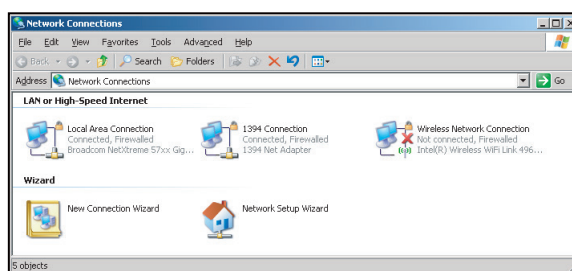 Network Connections
File Edit View Favorites Tools Advanced Help
Back Search Folders
Address Network Connections Go
LAN or High-Speed Internet
Local Area Connection
Connected, Firewalled
Broadcom NetXtreme 57xx Gig...
1394 Connection
Connected, Firewalled
1394 Net Adapter
Wireless Network Connection
Not connected, Firewalled
Intel(R) Wireless WiFi Link 496...
Wizard
New Connection Wizard
Network Setup Wizard
5 objects